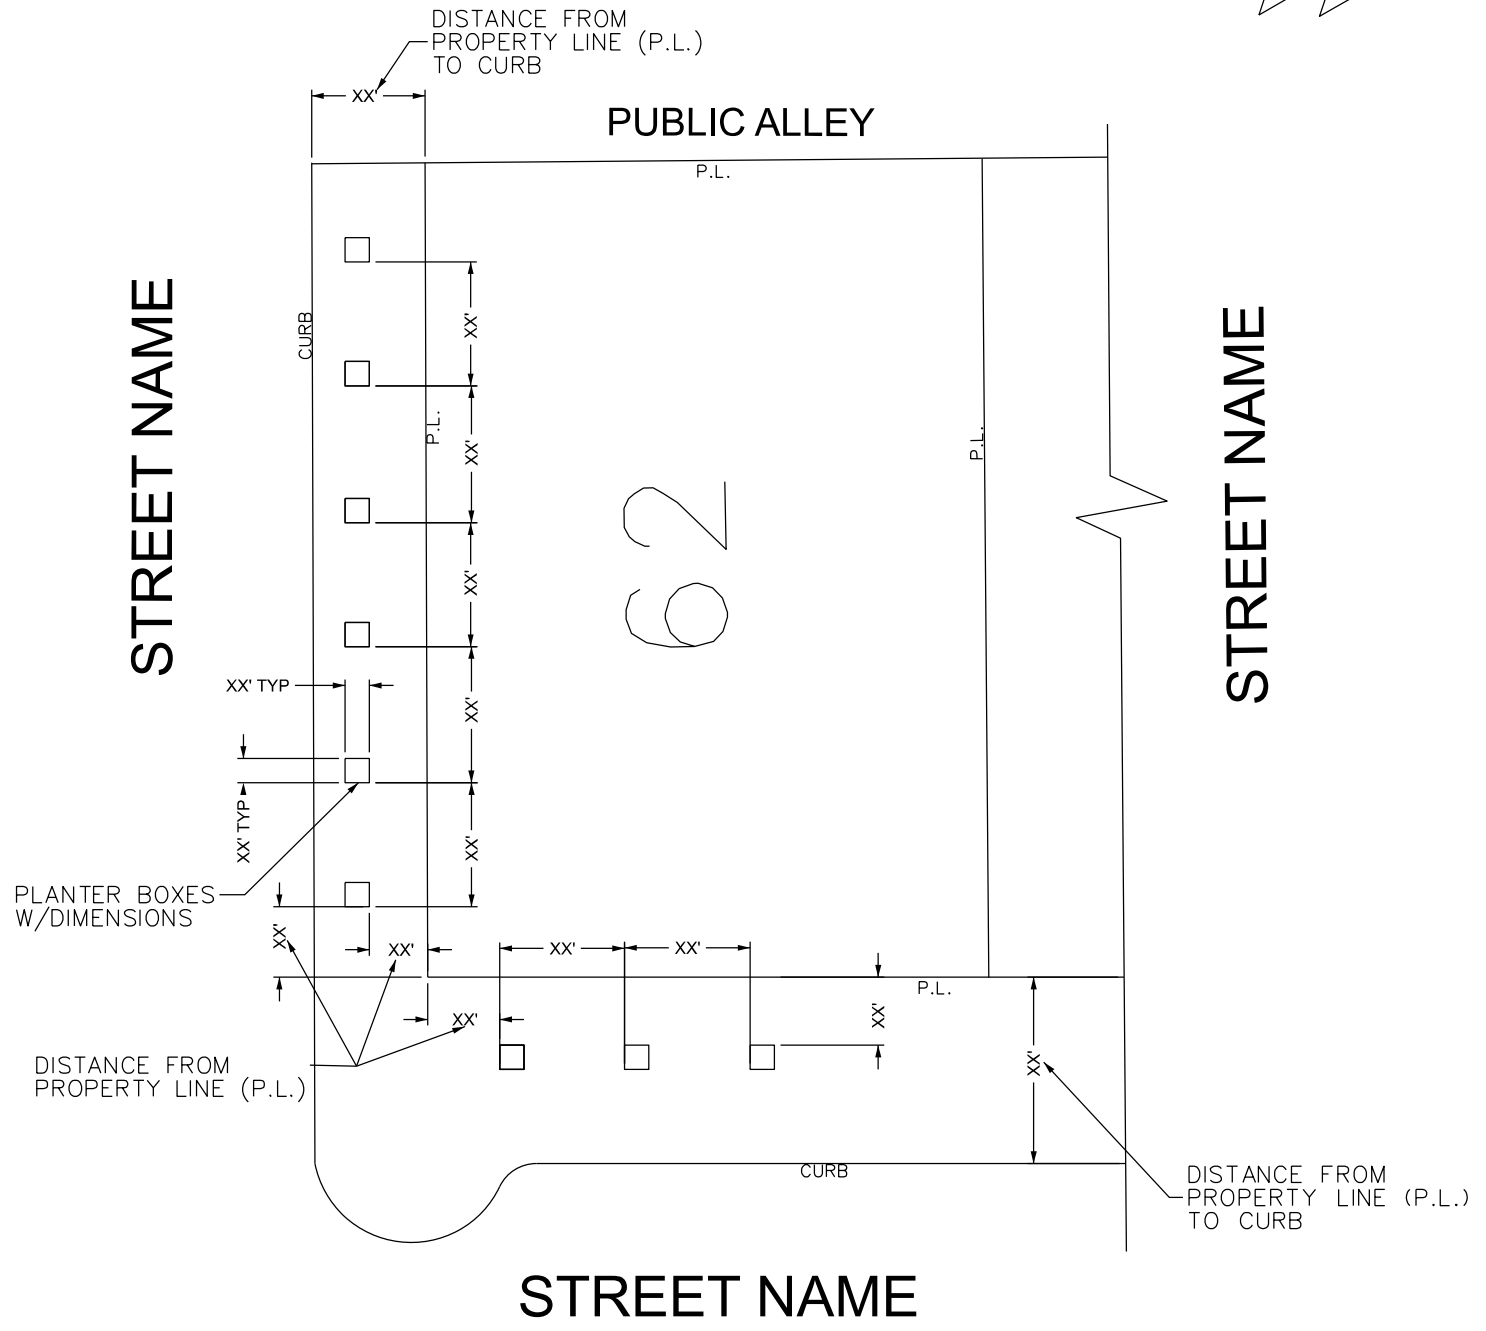 DISTANCE FROM
PROPERTY LINE (P.L.)
TO CURB
XX'
PUBLIC ALLEY
P.L.
STREET NAME
CURB
XX'
P.L.
XX'
P.L.
STREET NAME
62
XX'
XX' TYP
XX'
XX' TYP
XX'
PLANTER BOXES
W/DIMENSIONS
XX'
XX'
XX'
XX'
P.L.
XX'
XX'
DISTANCE FROM
PROPERTY LINE (P.L.)
XX'
CURB
DISTANCE FROM
PROPERTY LINE (P.L.)
TO CURB
STREET NAME